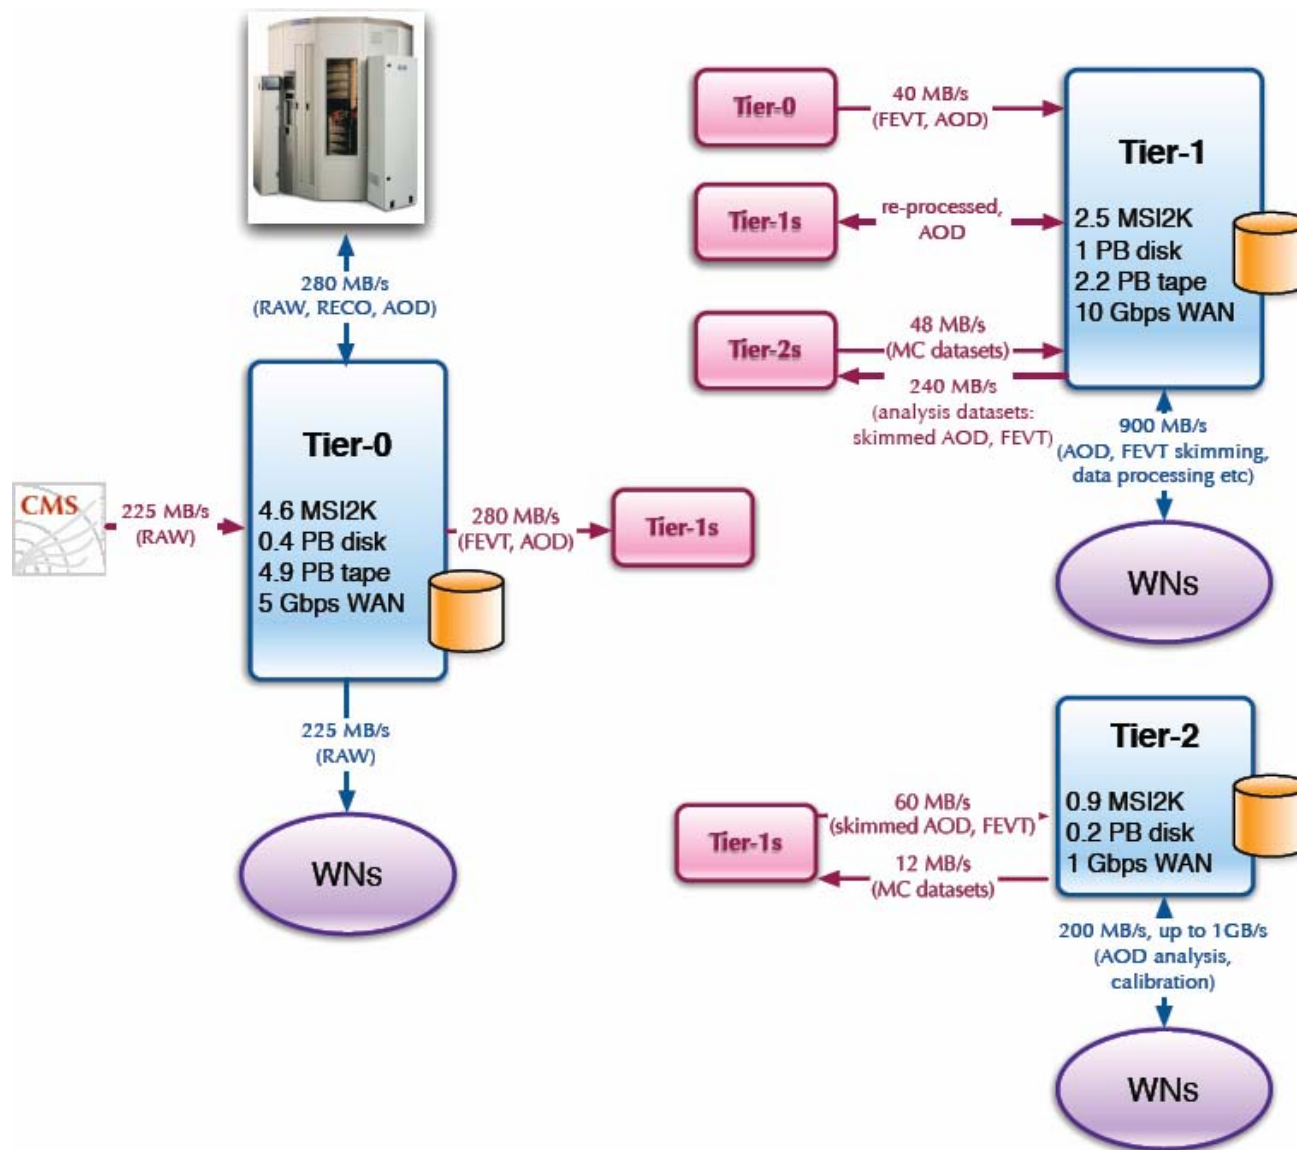 280 MB/s
(RAW, RECO, AOD)
Tier-0
4.6 MSI2K
0.4 PB disk
4.9 PB tape
5 Gbps WAN
CMS
225 MB/s
(RAW)
280 MB/s
(FEVT, AOD)
Tier-1s
225 MB/s
(RAW)
WNs
Tier-0
40 MB/s
(FEVT, AOD)
Tier-1
2.5 MSI2K
1 PB disk
2.2 PB tape
10 Gbps WAN
Tier-1s
re-processed,
AOD
Tier-2s
48 MB/s
(MC datasets)
240 MB/s
(analysis datasets:
skimmed AOD, FEVT)
900 MB/s
(AOD, FEVT skimming,
data processing etc)
WNs
Tier-2
0.9 MSI2K
0.2 PB disk
1 Gbps WAN
Tier-1s
60 MB/s
(skimmed AOD, FEVT)
12 MB/s
(MC datasets)
200 MB/s, up to 1GB/s
(AOD analysis,
calibration)
WNs